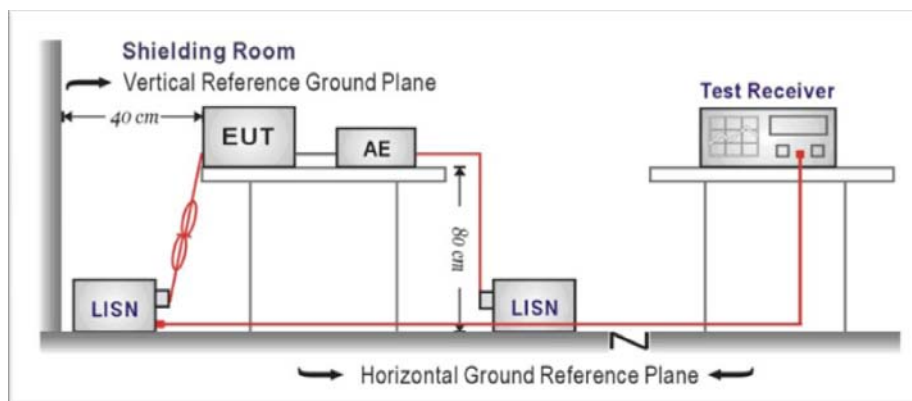 Shielding Room
Vertical Reference Ground Plane
Test Receiver
40 cm
EUT
AE
80 cm
LISN
LISN
Horizontal Ground Reference Plane